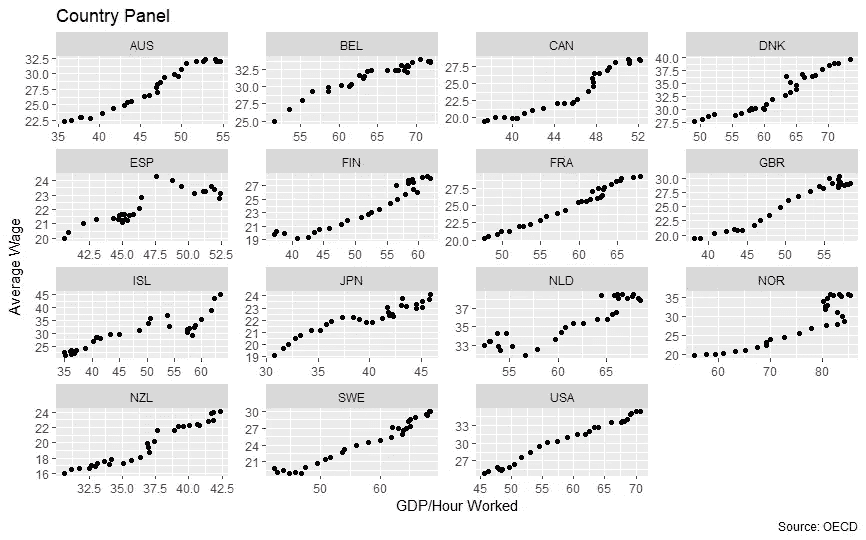 Country Panel
AUS BEL CAN DNK
32.5 30.0 27.5 25.0 22.5
35 40 45 50 55
32.5 30.0 27.5 25.0
50 55 60 65 70
27.5 25.0 22.5 20.0
40 44 48 52
40.0 37.5 35.0 32.5 30.0 27.5
50 55 60 65 70
ESP FIN FRA GBR
24 23 22 21 20
42.5 45.0 47.5 50.0 52.5
27 25 23 21 19
40 45 50 55 60
27.5 25.0 22.5 20.0
50 55 60 65
30.0 27.5 25.0 22.5 20.0
40 45 50 55
Average Wage
ISL JPN NLD NOR
45 40 35 30 25
35 40 45 50 55 60
24 23 22 21 20 19
30 35 40 45
37 35 33
55 60 65
35 30 25 20
60 70 80
NZL SWE USA
24 22 20 18 16
32.5 35.0 37.5 40.0 42.5
30 27 24 21
50 60
33 30 27
45 50 55 60 65 70
GDP/Hour Worked
Source: OECD